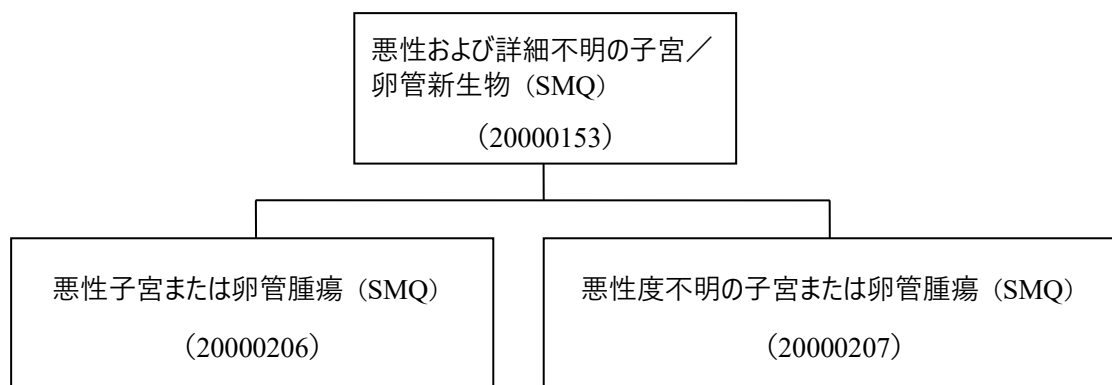 悪性および詳細不明の子宮／
卵管新生物（SMQ）
（20000153）
悪性子宮または卵管腫瘍（SMQ）
（20000206）
悪性度不明の子宮または卵管腫瘍（SMQ）
（20000207）